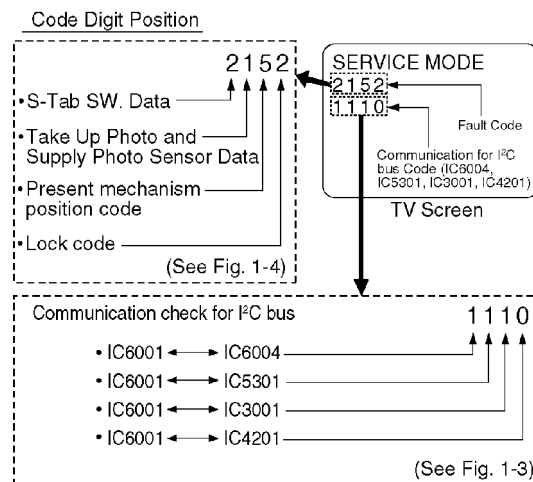 Code Digit Position
2152
•S-Tab SW. Data
•Take Up Photo and
Supply Photo Sensor Data
•Present mechanism
position code
•Lock code
(See Fig. 1-4)
SERVICE MODE
2152
1110
Fault Code
Communication for I²C
bus Code (IC6004,
IC5301, IC3001, IC4201)
TV Screen
Communication check for I²C bus
1110
• IC6001 ↔ IC6004
• IC6001 ↔ IC5301
• IC6001 ↔ IC3001
• IC6001 ↔ IC4201
(See Fig. 1-3)